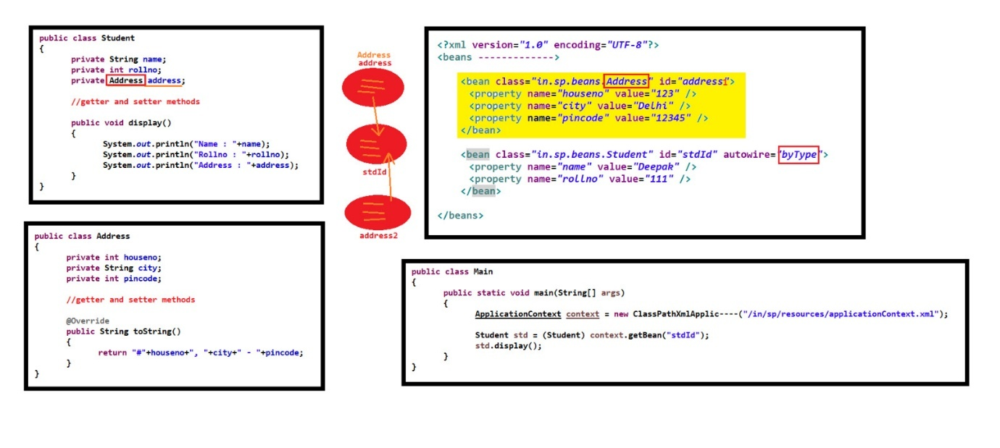 public class Student
{
private String name;
private int rollno;
private Address address;
//getter and setter methods
public void display()
{
System.out.println("Name : "+name);
System.out.println("Rollno : "+rollno);
System.out.println("Address : "+address);
}
}
public class Address
{
private int houseno;
private String city;
private int pincode;
//getter and setter methods
@Override
public String toString()
{
return "#"+houseno+", "+city+" - "+pincode;
}
}
Address
address
stdId
address2
<?xml version="1.0" encoding="UTF-8"?>
<beans ------------->
<bean class="in.sp.beans.Address" id="address">
<property name="houseno" value="123" />
<property name="city" value="Delhi" />
<property name="pincode" value="12345" />
</bean>
<bean class="in.sp.beans.Student" id="stdId" autowire="byType">
<property name="name" value="Deepak" />
<property name="rollno" value="111" />
</bean>
</beans>
public class Main
{
public static void main(String[] args)
{
ApplicationContext context = new ClassPathXmlApplic----("/in/sp/resources/applicationContext.xml");
Student std = (Student) context.getBean("stdId");
std.display();
}
}